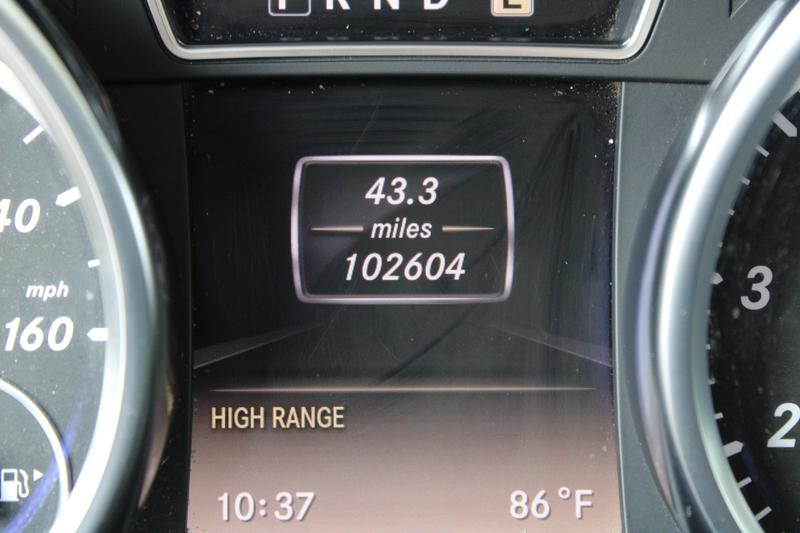 P R N D E
43.3
miles
102604
40
mph
160
3
2
HIGH RANGE
10:37 86°F